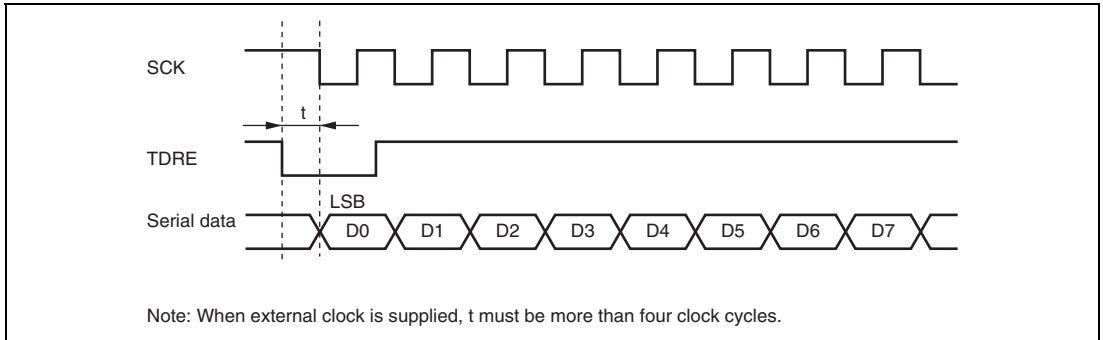 SCK
t
TDRE
LSB
Serial data D0 D1 D2 D3 D4 D5 D6 D7
Note: When external clock is supplied, t must be more than four clock cycles.